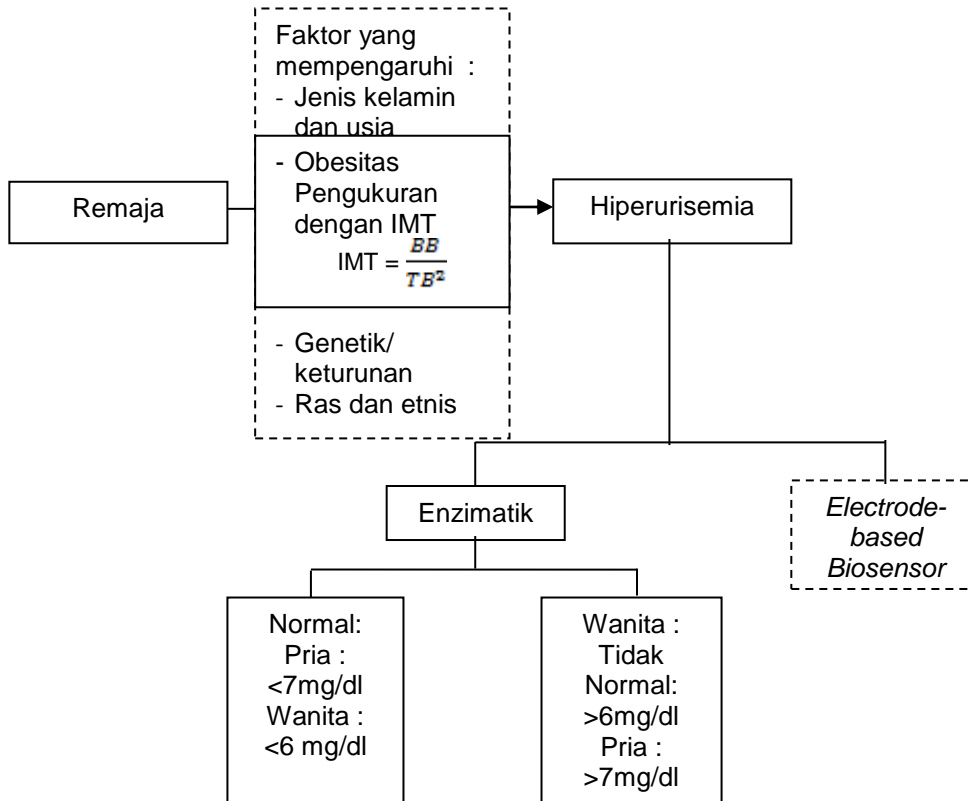 Faktor yang
mempengaruhi :
- Jenis kelamin
dan usia
- Obesitas
Pengukuran
dengan IMT
IMT = BB / TB²
- Genetik/
keturunan
- Ras dan etnis
Remaja
Hiperurisemia
Enzimatik
Electrode-
based
Biosensor
Normal:
Pria :
<7mg/dl
Wanita :
<6 mg/dl
Wanita :
Tidak
Normal:
>6mg/dl
Pria :
>7mg/dl